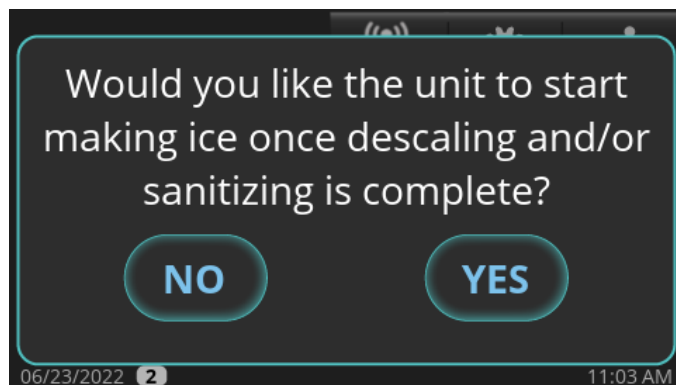 Would you like the unit to start
making ice once descaling and/or
sanitizing is complete?
NO YES
06/23/2022 2 11:03 AM